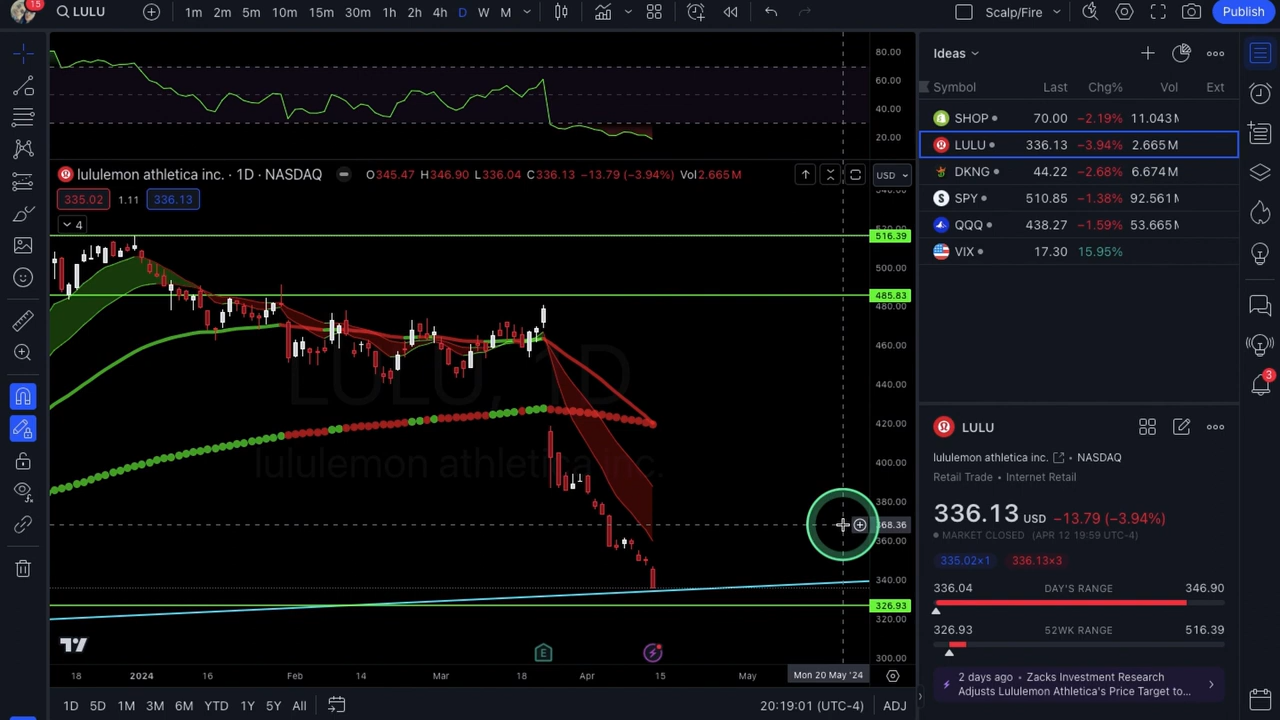 15
LULU
1m 2m 5m 10m 15m 30m 1h 2h 4h D W M
Scalp/Fire
Publish
80.00
60.00
40.00
20.00
lululemon athletica inc. · 1D · NASDAQ
O345.47 H346.90 L336.04 C336.13 −13.79 (−3.94%) Vol2.665M
USD
335.02 1.11 336.13
4
516.39
500.00
485.83
480.00
460.00
440.00
420.00
400.00
380.00
368.36
360.00
340.00
326.93
320.00
300.00
LULU, 1D
lululemon athletica inc.
E
18 2024 16 Feb 14 Mar 18 Apr 15 May Mon 20 May '24
1D 5D 1M 3M 6M YTD 1Y 5Y All
20:19:01 (UTC-4) ADJ
Ideas
Symbol Last Chg% Vol Ext
SHOP 70.00 −2.19% 11.043M
LULU 336.13 −3.94% 2.665M
DKNG 44.22 −2.68% 6.674M
SPY 510.85 −1.38% 92.561M
QQQ 438.27 −1.59% 53.665M
VIX 17.30 15.95%
3
LULU
lululemon athletica inc. • NASDAQ
Retail Trade • Internet Retail
336.13 USD −13.79 (−3.94%)
MARKET CLOSED (APR 12 19:59 UTC-4)
335.02×1 336.13×3
336.04 DAY'S RANGE 346.90
326.93 52WK RANGE 516.39
2 days ago • Zacks Investment Research
Adjusts Lululemon Athletica's Price Target to...